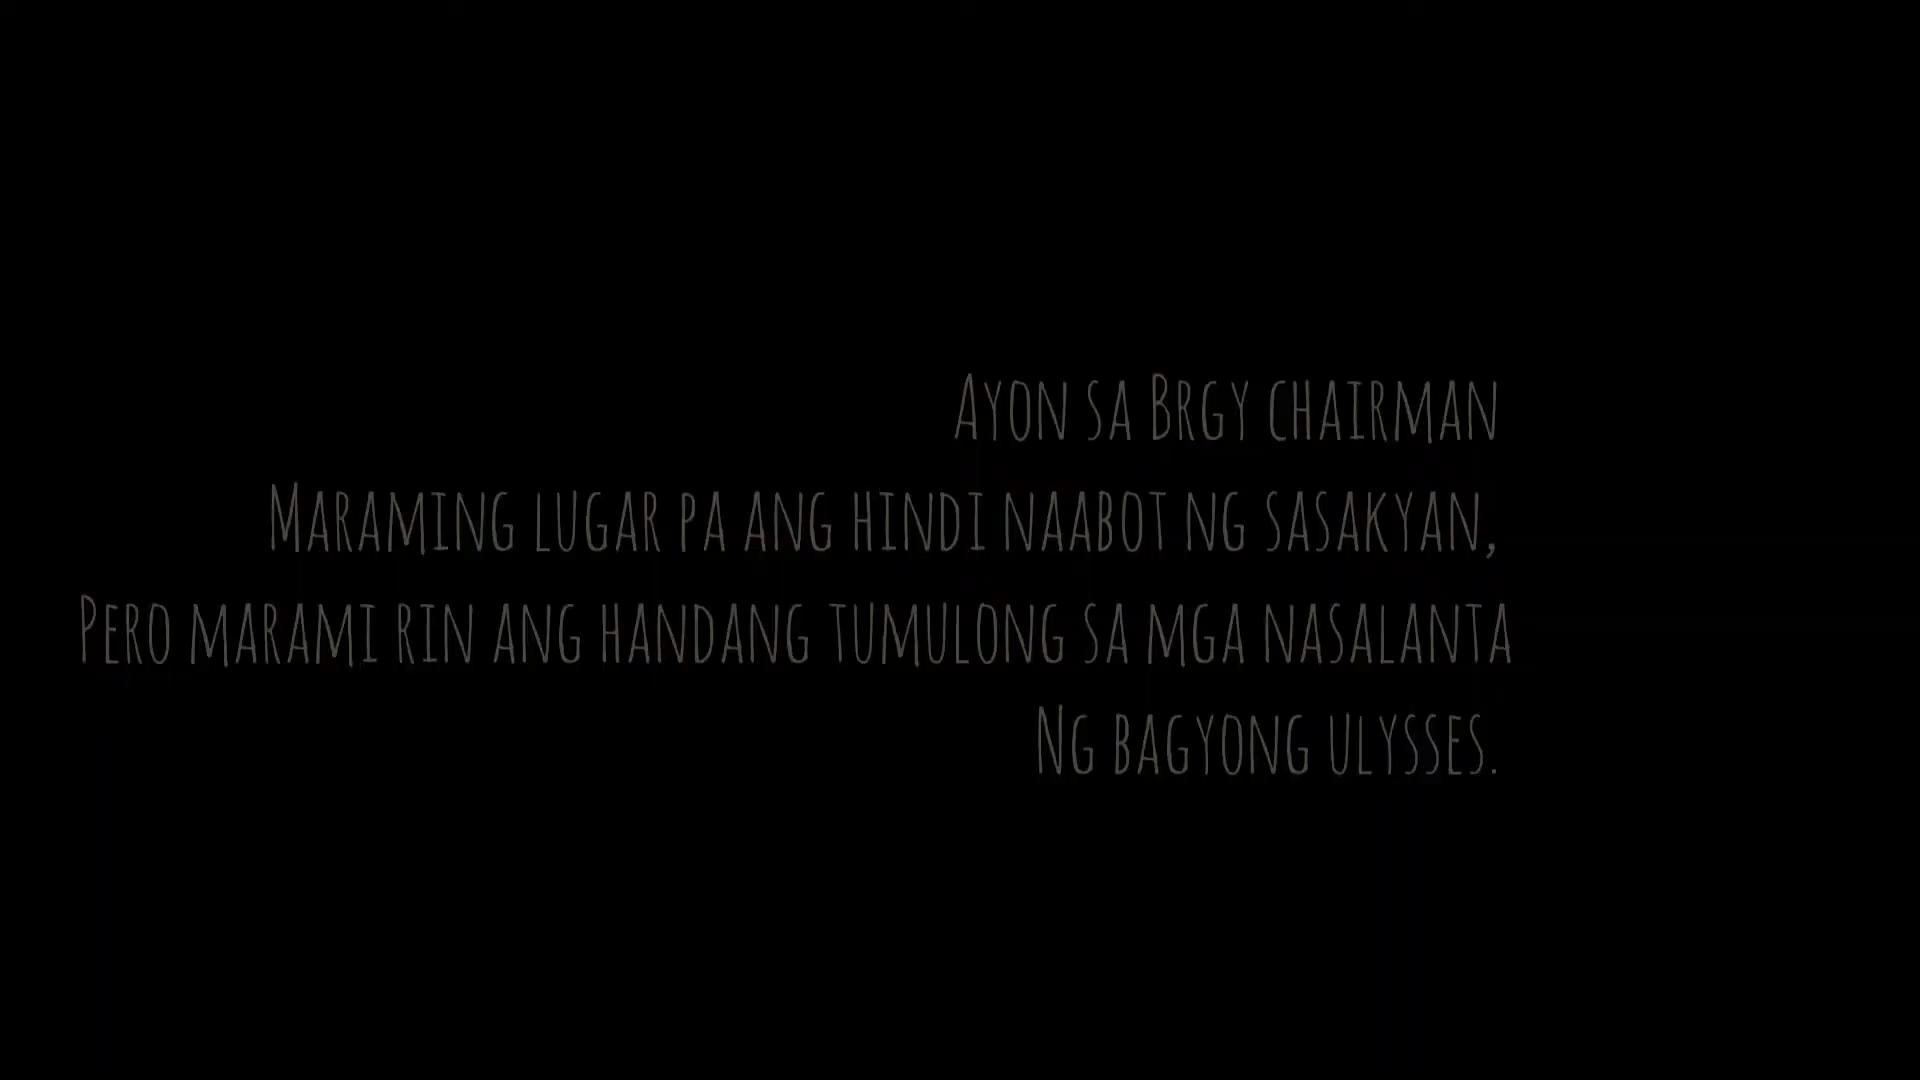 Ayon sa Brgy chairman
Maraming lugar pa ang hindi naabot ng sasakyan,
Pero marami rin ang handang tumulong sa mga nasalanta
Ng bagyong ulysses.